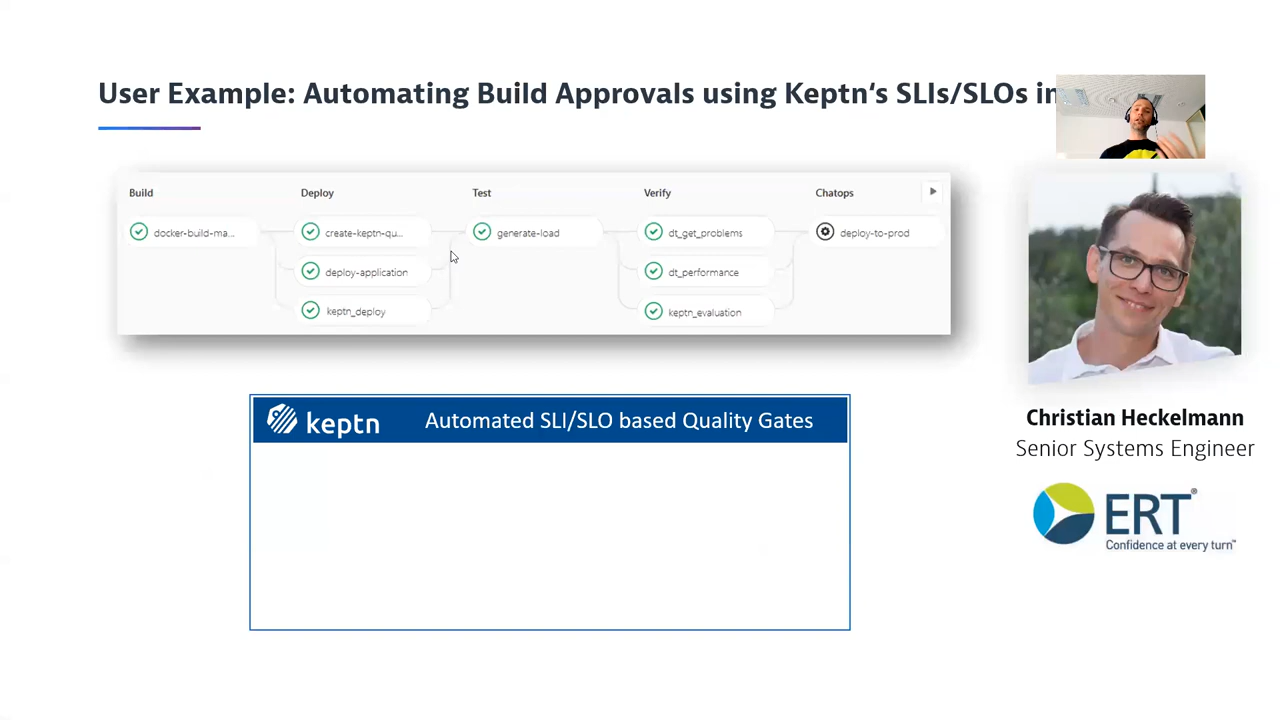 User Example: Automating Build Approvals using Keptn‘s SLIs/SLOs in
Build Deploy Test Verify Chatops
docker-build-ma... create-keptn-qu... generate-load dt_get_problems deploy-to-prod
deploy-application dt_performance
keptn_deploy keptn_evaluation
keptn Automated SLI/SLO based Quality Gates
Christian Heckelmann
Senior Systems Engineer
ERT®
Confidence at every turn™